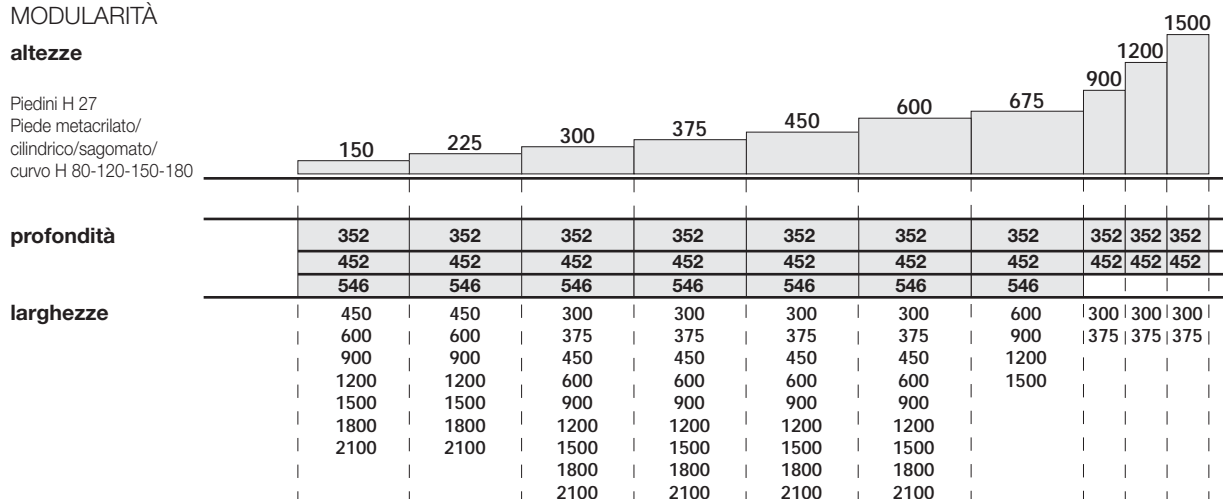 MODULARITÀ
altezze
Piedini H 27
Piede metacrilato/
cilindrico/sagomato/
curvo H 80-120-150-180
150 225 300 375 450 600 675 900 1200 1500
profondità 352 352 352 352 352 352 352 352 352 352
452 452 452 452 452 452 452 452 452 452
546 546 546 546 546 546 546
larghezze 450 450 300 300 300 300 600 300 300 300
600 600 375 375 375 375 900 375 375 375
900 900 450 450 450 450 1200
1200 1200 600 600 600 600 1500
1500 1500 900 900 900 900
1800 1800 1200 1200 1200 1200
2100 2100 1500 1500 1500 1500
1800 1800 1800 1800
2100 2100 2100 2100